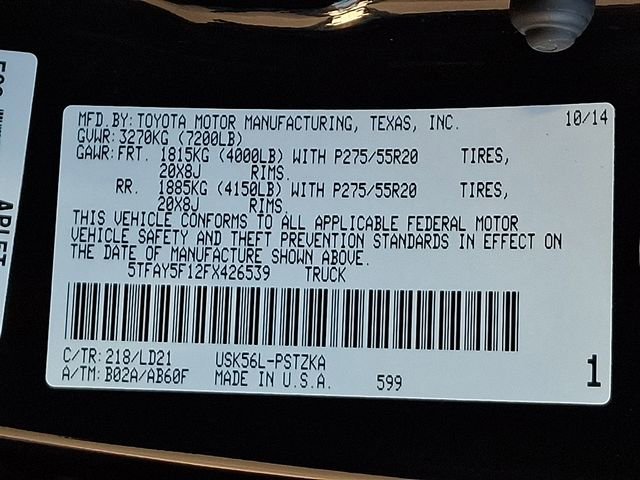 MFD. BY: TOYOTA MOTOR MANUFACTURING, TEXAS, INC. 10/14
GVWR: 3270KG (7200LB)
GAWR: FRT. 1815KG (4000LB) WITH P275/55R20 TIRES,
20X8J RIMS.
RR. 1885KG (4150LB) WITH P275/55R20 TIRES,
20X8J RIMS
THIS VEHICLE CONFORMS TO ALL APPLICABLE FEDERAL MOTOR
VEHICLE SAFETY AND THEFT PREVENTION STANDARDS IN EFFECT ON
THE DATE OF MANUFACTURE SHOWN ABOVE.
5TFAY5F12FX426539 TRUCK
C/TR: 218/LD21 USK56L-PSTZKA
A/TM: B02A/AB60F MADE IN U.S.A. 599 1